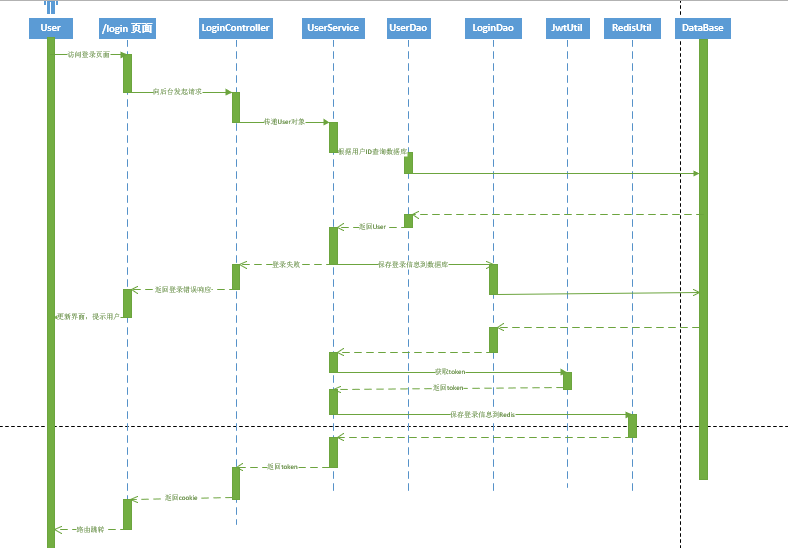 User
/login 页面
LoginController
UserService
UserDao
LoginDao
JwtUtil
RedisUtil
DataBase
访问登录页面
向后台发起请求
传递User对象
根据用户ID查询数据库
返回User
登录失败
保存登录信息到数据库
返回登录错误响应
更新界面，提示用户
获取token
返回token
保存登录信息到Redis
返回token
返回cookie
路由跳转